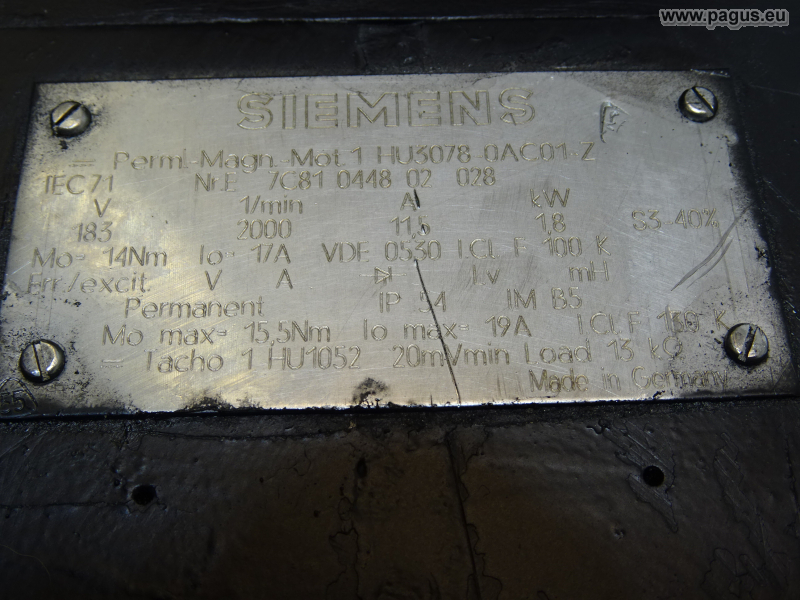 www.pagus.eu
SIEMENS
= Perm.-Magn.-Mot. 1 HU3078-0AC01-Z
IEC 71 Nr.E 7C81 0448 02 028
V 1/min A kW
183 2000 11,5 1,8 S3-40%
Mo= 14Nm Io= 17A VDE 0530 I.Cl. F 100 K
Err./excit. V A I.v mH
Permanent IP 54 IM B5
Mo max= 15,5Nm Io max= 19A I.Cl.F K
= Tacho 1 HU1052 20mV/min Load 13 kΩ
Made in Germany